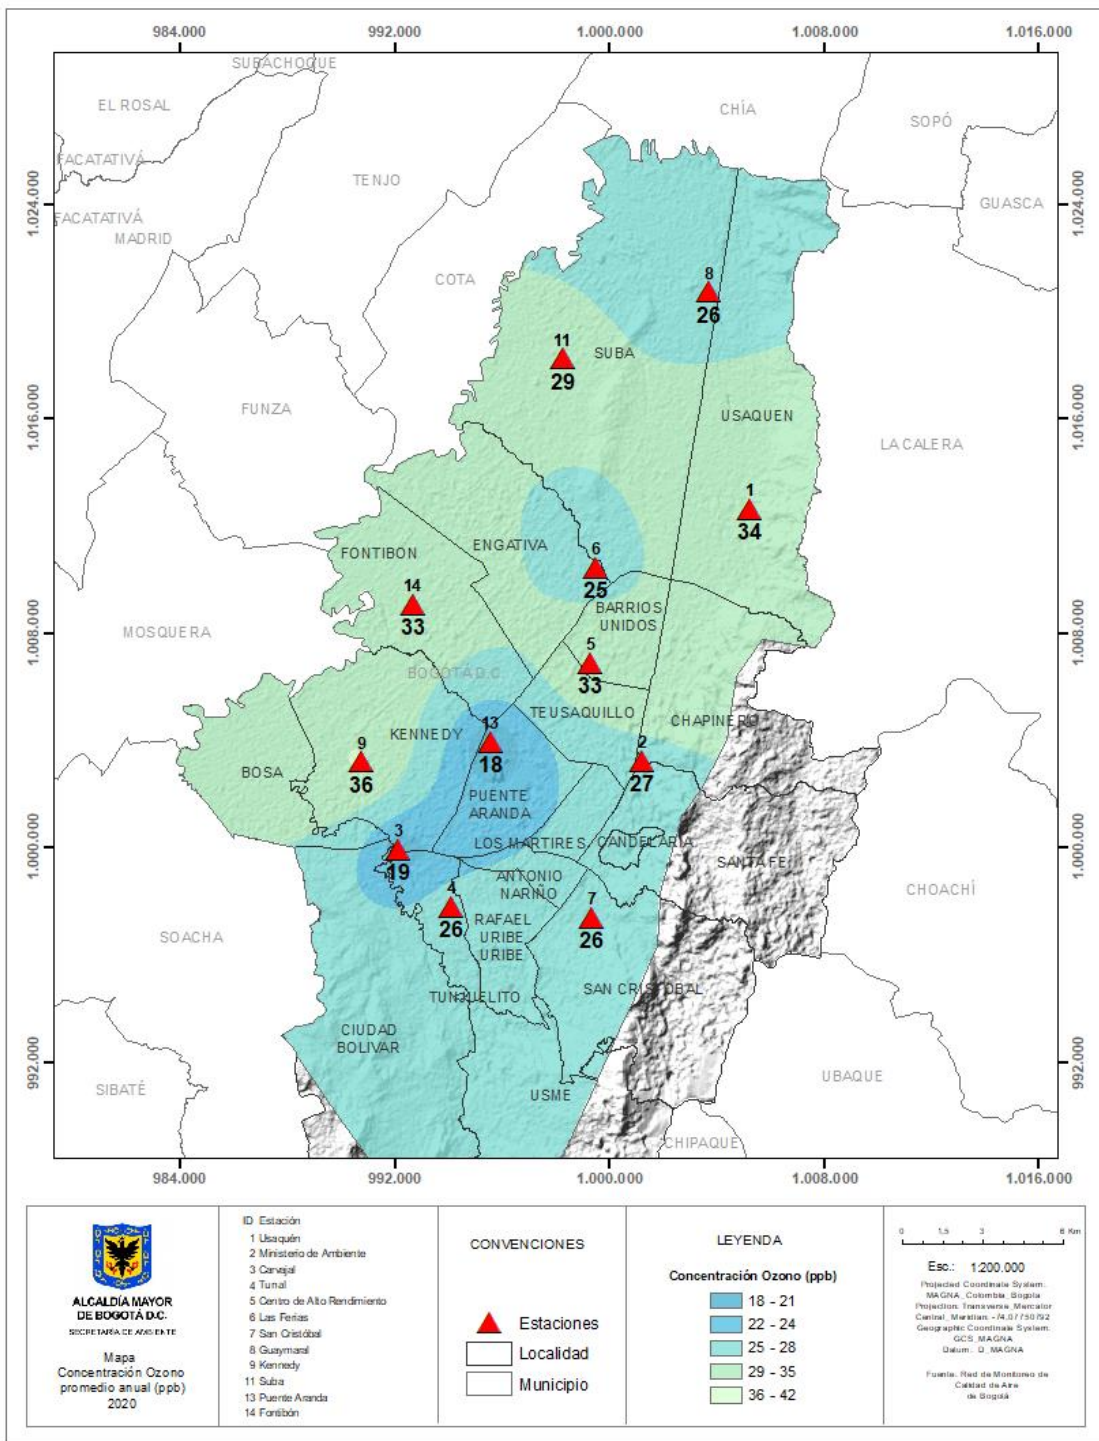 984.000 992.000 1.000.000 1.008.000 1.016.000
SUBACHOQUE
EL ROSAL
CHÍA
SOPÓ
FACATATIVÁ
TENJO
1.024.000
GUASCA
1.024.000
FACATATIVÁ
MADRID
COTA
8
26
11
SUBA
29
FUNZA
USAQUEN
1.016.000
1.016.000
LA CALERA
1
34
ENGATIVA
FONTIBON
6
25
14
33
BARRIOS
UNIDOS
MOSQUERA
1.008.000
1.008.000
5
33
BOGOTÁ D.C.
TEUSAQUILLO
CHAPINERO
KENNEDY
13
18
2
27
9
36
BOSA
PUENTE
ARANDA
3
19
LOS MARTIRES
CANDELARIA
1.000.000
1.000.000
SANTA FE
ANTONIO
NARIÑO
CHOACHÍ
4
26
7
26
RAFAEL
URIBE
URIBE
SOACHA
SAN CRISTOBAL
TUNJUELITO
CIUDAD
BOLIVAR
992.000
992.000
UBAQUE
SIBATÉ
USME
CHIPAQUE
984.000 992.000 1.000.000 1.008.000 1.016.000
ALCALDÍA MAYOR
DE BOGOTÁ D.C.
SECRETARÍA DE AMBIENTE
Mapa
Concentración Ozono
promedio anual (ppb)
2020
ID Estación
1 Usaquén
2 Ministerio de Ambiente
3 Carvajal
4 Tunal
5 Centro de Alto Rendimiento
6 Las Ferias
7 San Cristóbal
8 Guaymaral
9 Kennedy
11 Suba
13 Puente Aranda
14 Fontibón
CONVENCIONES
Estaciones
Localidad
Municipio
LEYENDA
Concentración Ozono (ppb)
18 - 21
22 - 24
25 - 28
29 - 35
36 - 42
0 1,5 3 6 Km
Esc.: 1:200.000
Projected Coordinate System:
MAGNA_Colombia_Bogota
Projection: Transverse_Mercator
Central_Meridian: -74,07750792
Geographic Coordinate System:
GCS_MAGNA
Datum: D_MAGNA
Fuente: Red de Monitoreo de
Calidad de Aire
de Bogotá